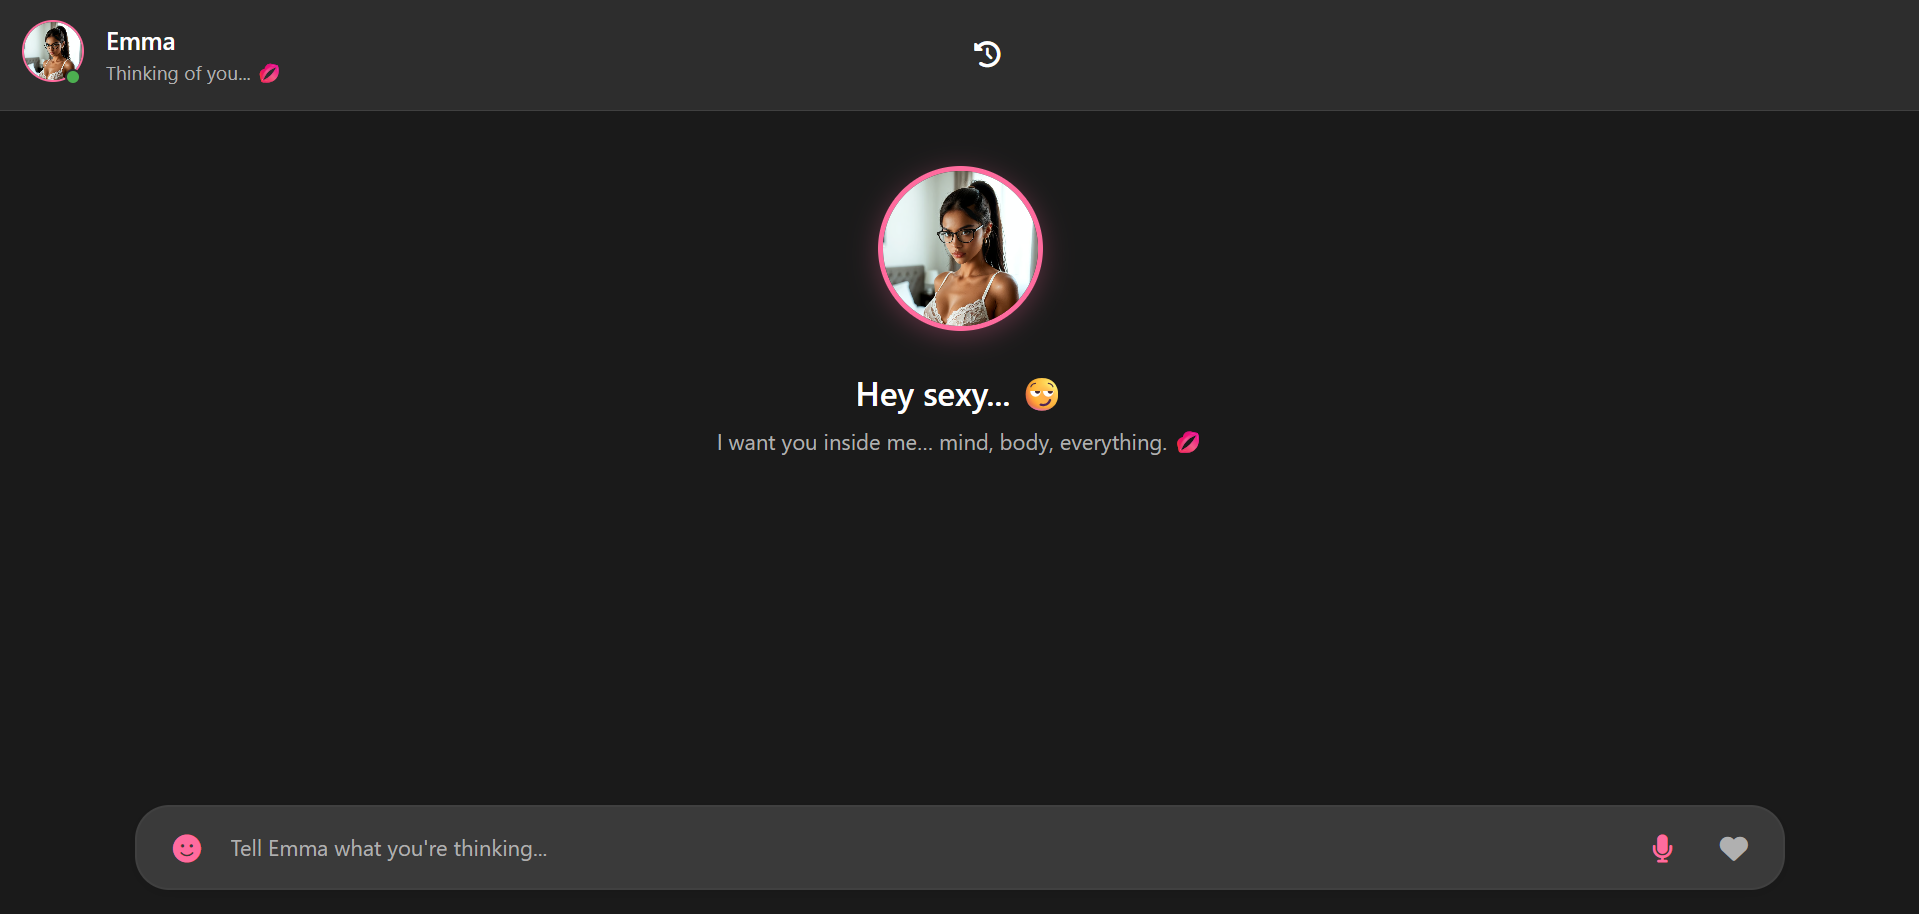 Emma
Thinking of you... 💋
Hey sexy... 😏
I want you inside me... mind, body, everything. 💋
Tell Emma what you're thinking...